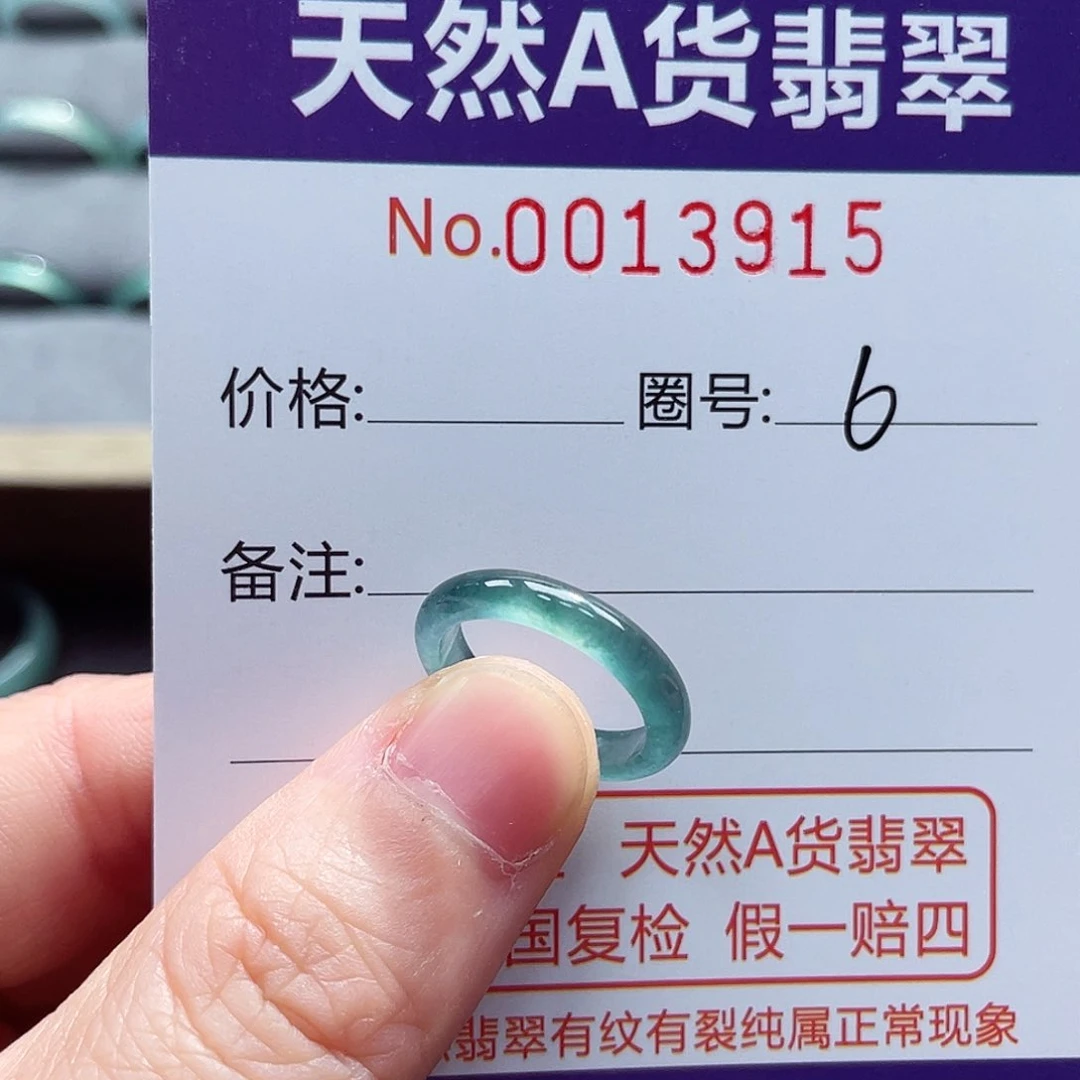 天然A货翡翠
No.0013915
价格: 圈号: 6
备注:
天然A货翡翠
国复检 假一赔四
翡翠有纹有裂纯属正常现象